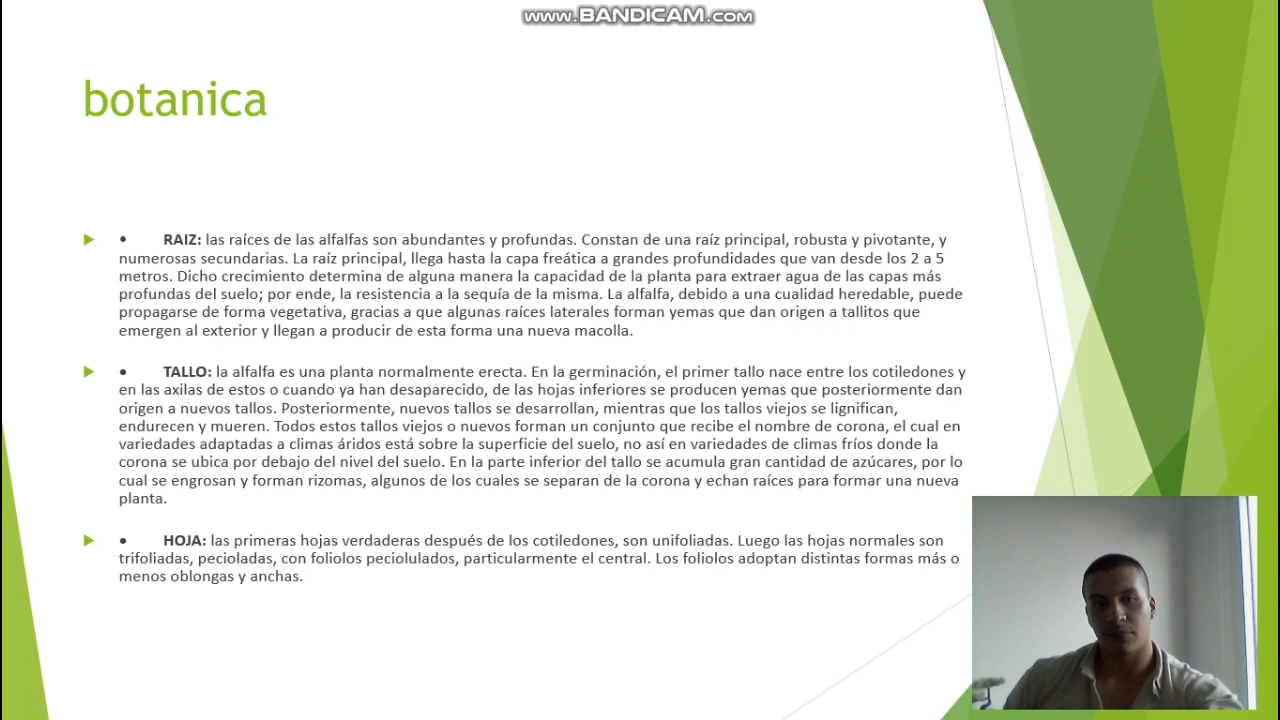 www.BANDICAM.com
botanica
• RAIZ: las raíces de las alfalfas son abundantes y profundas. Constan de una raíz principal, robusta y pivotante, y
numerosas secundarias. La raíz principal, llega hasta la capa freática a grandes profundidades que van desde los 2 a 5
metros. Dicho crecimiento determina de alguna manera la capacidad de la planta para extraer agua de las capas más
profundas del suelo; por ende, la resistencia a la sequía de la misma. La alfalfa, debido a una cualidad heredable, puede
propagarse de forma vegetativa, gracias a que algunas raíces laterales forman yemas que dan origen a tallitos que
emergen al exterior y llegan a producir de esta forma una nueva macolla.
• TALLO: la alfalfa es una planta normalmente erecta. En la germinación, el primer tallo nace entre los cotiledones y
en las axilas de estos o cuando ya han desaparecido, de las hojas inferiores se producen yemas que posteriormente dan
origen a nuevos tallos. Posteriormente, nuevos tallos se desarrollan, mientras que los tallos viejos se lignifican,
endurecen y mueren. Todos estos tallos viejos o nuevos forman un conjunto que recibe el nombre de corona, el cual en
variedades adaptadas a climas áridos está sobre la superficie del suelo, no así en variedades de climas fríos donde la
corona se ubica por debajo del nivel del suelo. En la parte inferior del tallo se acumula gran cantidad de azúcares, por lo
cual se engrosan y forman rizomas, algunos de los cuales se separan de la corona y echan raíces para formar una nueva
planta.
• HOJA: las primeras hojas verdaderas después de los cotiledones, son unifoliadas. Luego las hojas normales son
trifoliadas, pecioladas, con foliolos peciolulados, particularmente el central. Los foliolos adoptan distintas formas más o
menos oblongas y anchas.